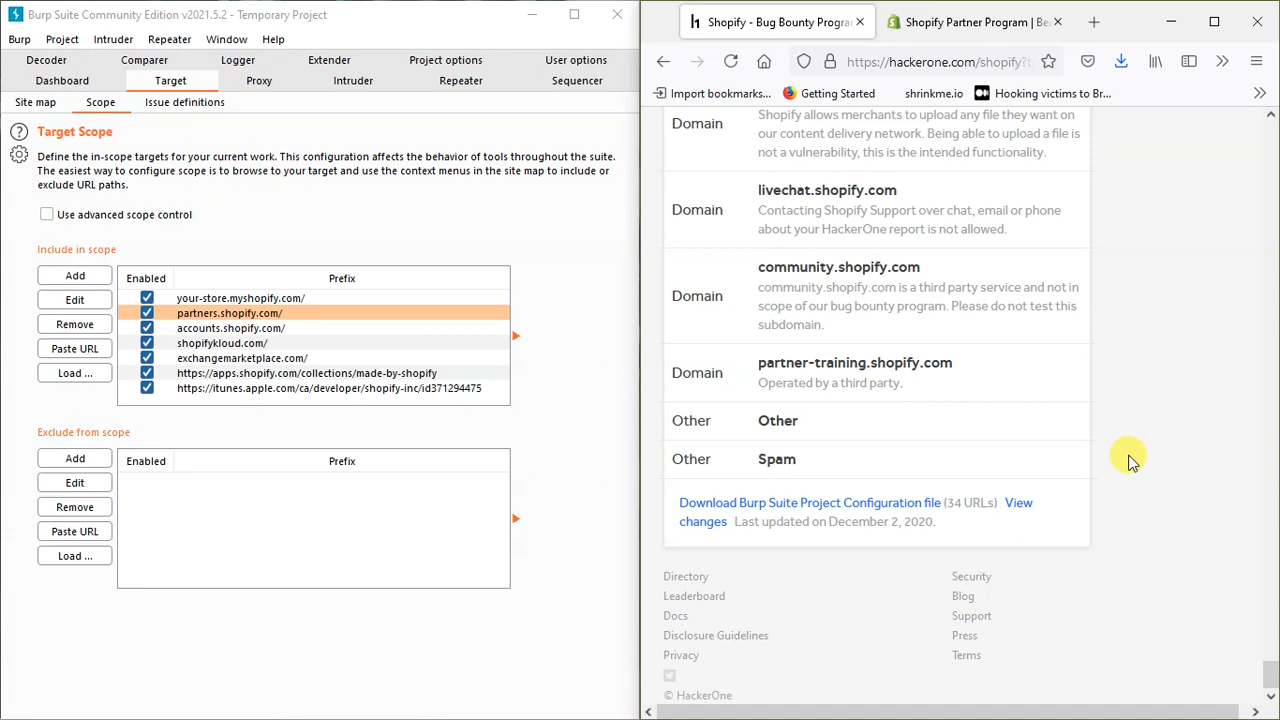 Burp Suite Community Edition v2021.5.2 - Temporary Project
Burp Project Intruder Repeater Window Help
Decoder Comparer Logger Extender Project options User options
Dashboard Target Proxy Intruder Repeater Sequencer
Site map Scope Issue definitions
Target Scope
Define the in-scope targets for your current work. This configuration affects the behavior of tools throughout the suite.
The easiest way to configure scope is to browse to your target and use the context menus in the site map to include or
exclude URL paths.
Use advanced scope control
Include in scope
Add
Edit
Remove
Paste URL
Load ...
Enabled Prefix
your-store.myshopify.com/
partners.shopify.com/
accounts.shopify.com/
shopifykloud.com/
exchangemarketplace.com/
https://apps.shopify.com/collections/made-by-shopify
https://itunes.apple.com/ca/developer/shopify-inc/id371294475
Exclude from scope
Add
Edit
Remove
Paste URL
Load ...
Enabled Prefix
h1 Shopify - Bug Bounty Progra
Shopify Partner Program | Be
https://hackerone.com/shopify?t
Import bookmarks... Getting Started shrinkme.io Hooking victims to Br...
Domain
Shopify allows merchants to upload any file they want on
our content delivery network. Being able to upload a file is
not a vulnerability, this is the intended functionality.
Domain
livechat.shopify.com
Contacting Shopify Support over chat, email or phone
about your HackerOne report is not allowed.
Domain
community.shopify.com
community.shopify.com is a third party service and not in
scope of our bug bounty program. Please do not test this
subdomain.
Domain
partner-training.shopify.com
Operated by a third party.
Other Other
Other Spam
Download Burp Suite Project Configuration file (34 URLs) View
changes Last updated on December 2, 2020.
Directory
Leaderboard
Docs
Disclosure Guidelines
Privacy
Security
Blog
Support
Press
Terms
© HackerOne